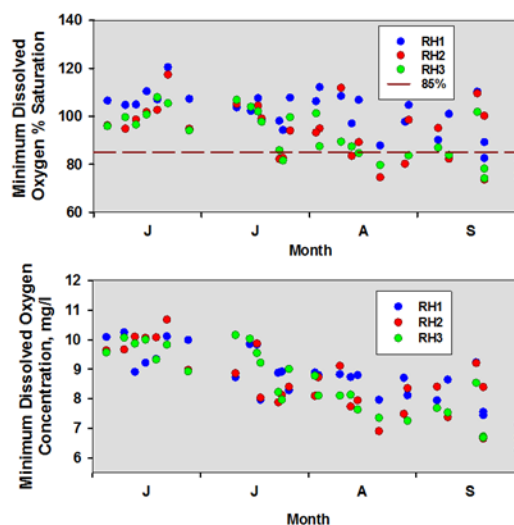 Minimum Dissolved
Oxygen % Saturation
140
120
100
80
60
RH1
RH2
RH3
85%
J
J
A
S
Month
Minimum Dissolved Oxygen
Concentration, mg/l
12
11
10
9
8
7
6
RH1
RH2
RH3
J
J
A
S
Month